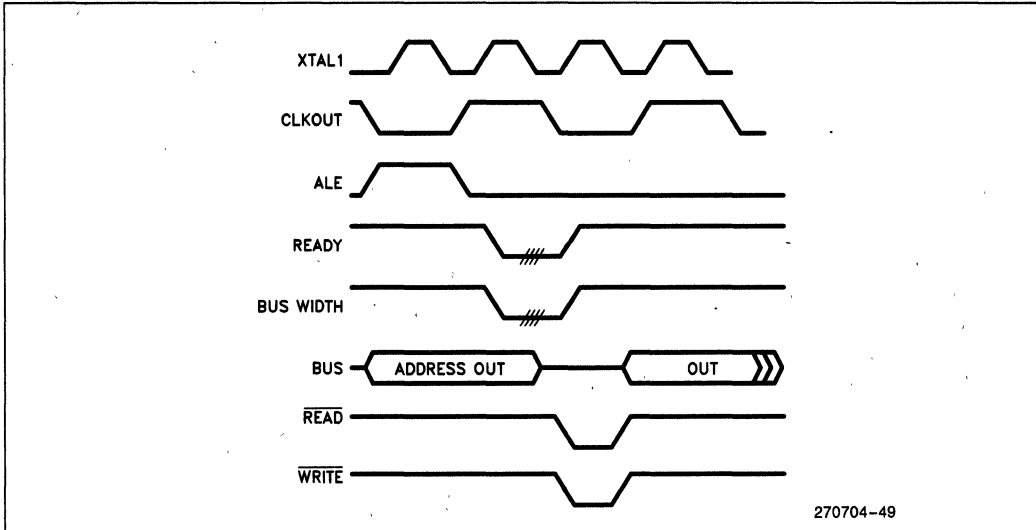 XTAL1
CLKOUT
ALE
READY
BUS WIDTH
BUS ADDRESS OUT OUT
READ
WRITE
270704-49